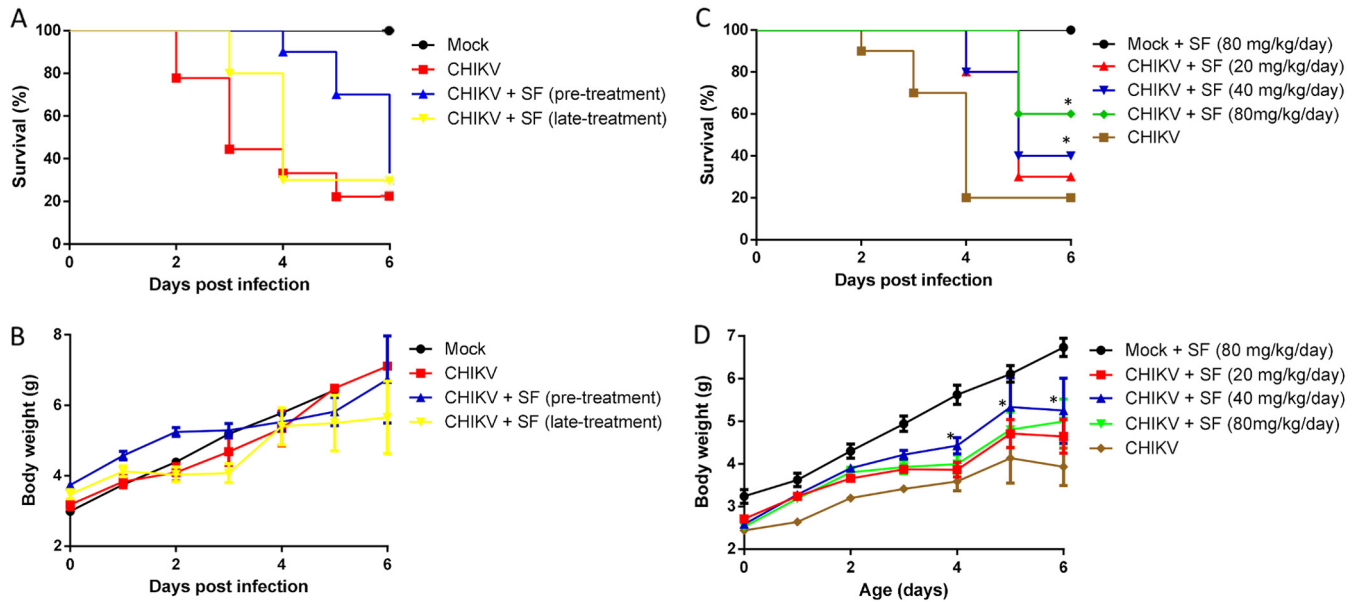 A
Survival (%)
100
80
60
40
20
0
0 2 4 6
Days post infection
Mock
CHIKV
CHIKV + SF (pre-treatment)
CHIKV + SF (late-treatment)
C
Survival (%)
100
80
60
40
20
0
*
*
0 2 4 6
Days post infection
Mock + SF (80 mg/kg/day)
CHIKV + SF (20 mg/kg/day)
CHIKV + SF (40 mg/kg/day)
CHIKV + SF (80mg/kg/day)
CHIKV
B
Body weight (g)
8
6
4
2
0 2 4 6
Days post infection
Mock
CHIKV
CHIKV + SF (pre-treatment)
CHIKV + SF (late-treatment)
D
Body weight (g)
7
6
5
4
3
2
* * *
0 2 4 6
Age (days)
Mock + SF (80 mg/kg/day)
CHIKV + SF (20 mg/kg/day)
CHIKV + SF (40 mg/kg/day)
CHIKV + SF (80mg/kg/day)
CHIKV